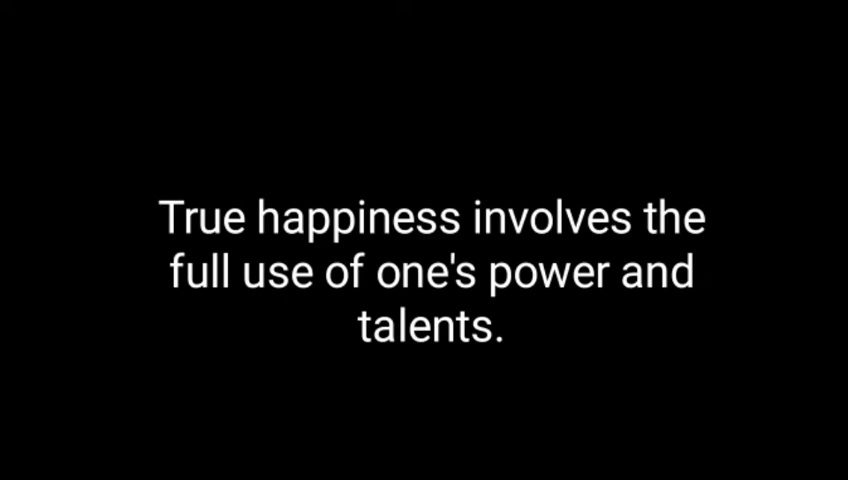 True happiness involves the
full use of one's power and
talents.